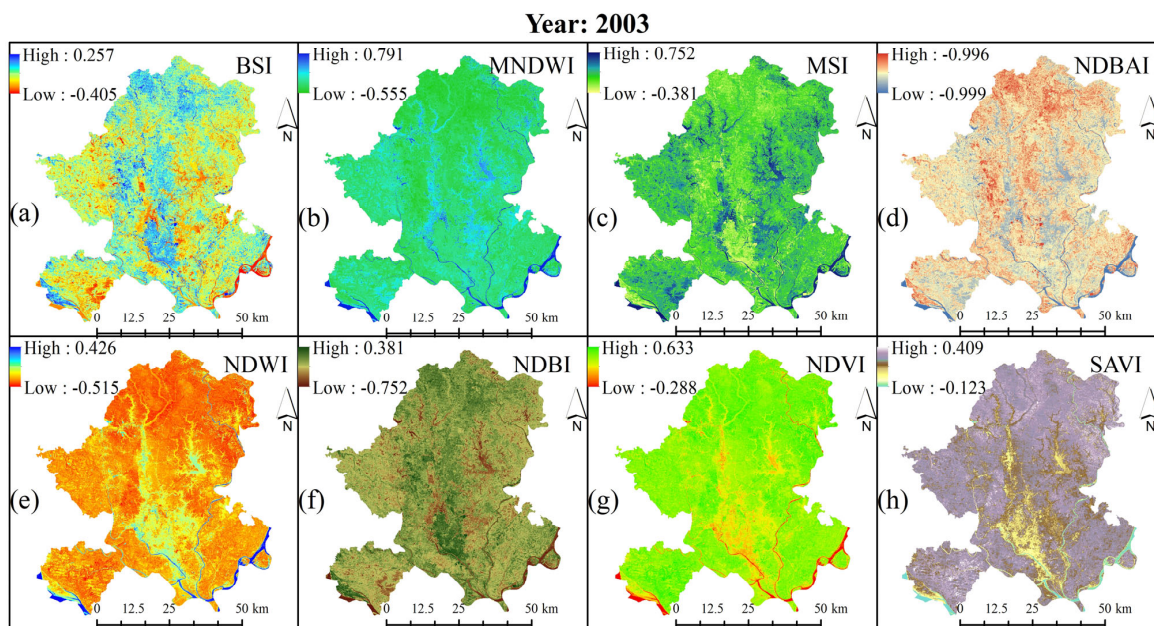 Year: 2003
High : 0.257
BSI
Low : -0.405
N
(a)
0 12.5 25 50 km
High : 0.791
MNDWI
Low : -0.555
N
(b)
0 12.5 25 50 km
High : 0.752
MSI
Low : -0.381
N
(c)
0 12.5 25 50 km
High : -0.996
NDBAI
Low : -0.999
N
(d)
0 12.5 25 50 km
High : 0.426
NDWI
Low : -0.515
N
(e)
0 12.5 25 50 km
High : 0.381
NDBI
Low : -0.752
N
(f)
0 12.5 25 50 km
High : 0.633
NDVI
Low : -0.288
N
(g)
0 12.5 25 50 km
High : 0.409
SAVI
Low : -0.123
N
(h)
0 12.5 25 50 km